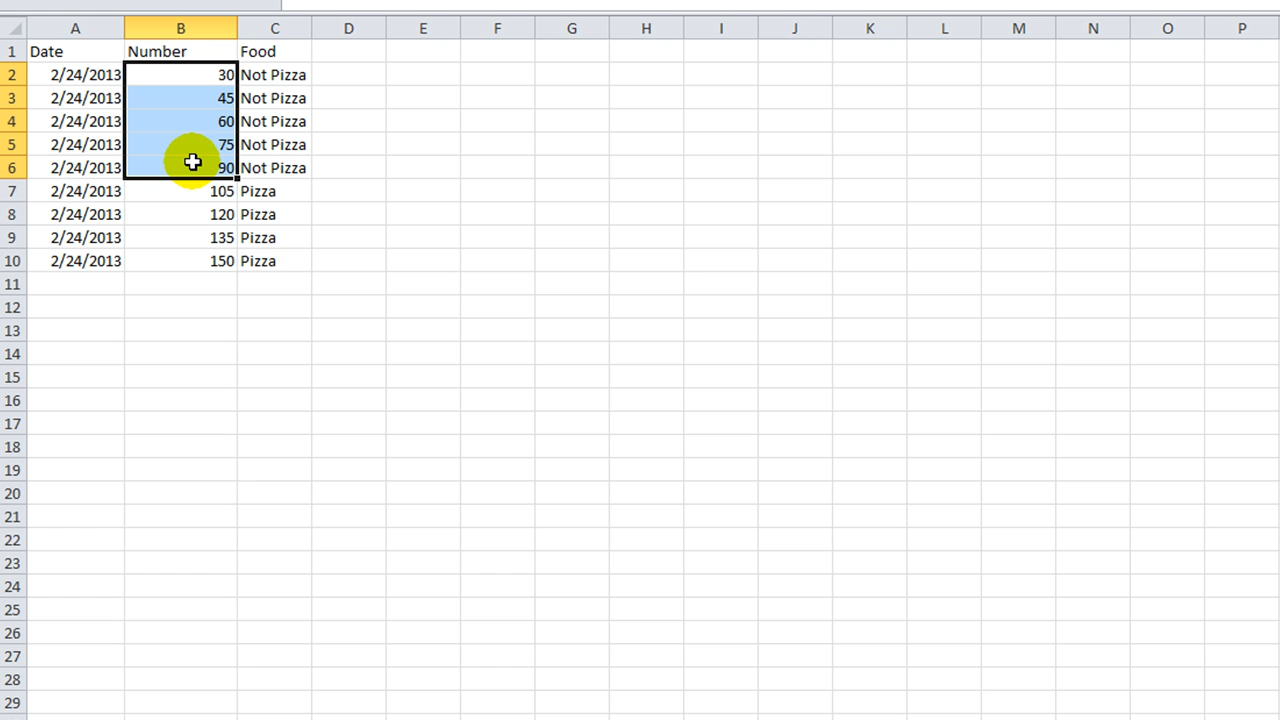 A B C D E F G H I J K L M N O P
1 Date Number Food
2 2/24/2013 30 Not Pizza
3 2/24/2013 45 Not Pizza
4 2/24/2013 60 Not Pizza
5 2/24/2013 75 Not Pizza
6 2/24/2013 90 Not Pizza
7 2/24/2013 105 Pizza
8 2/24/2013 120 Pizza
9 2/24/2013 135 Pizza
10 2/24/2013 150 Pizza
11
12
13
14
15
16
17
18
19
20
21
22
23
24
25
26
27
28
29